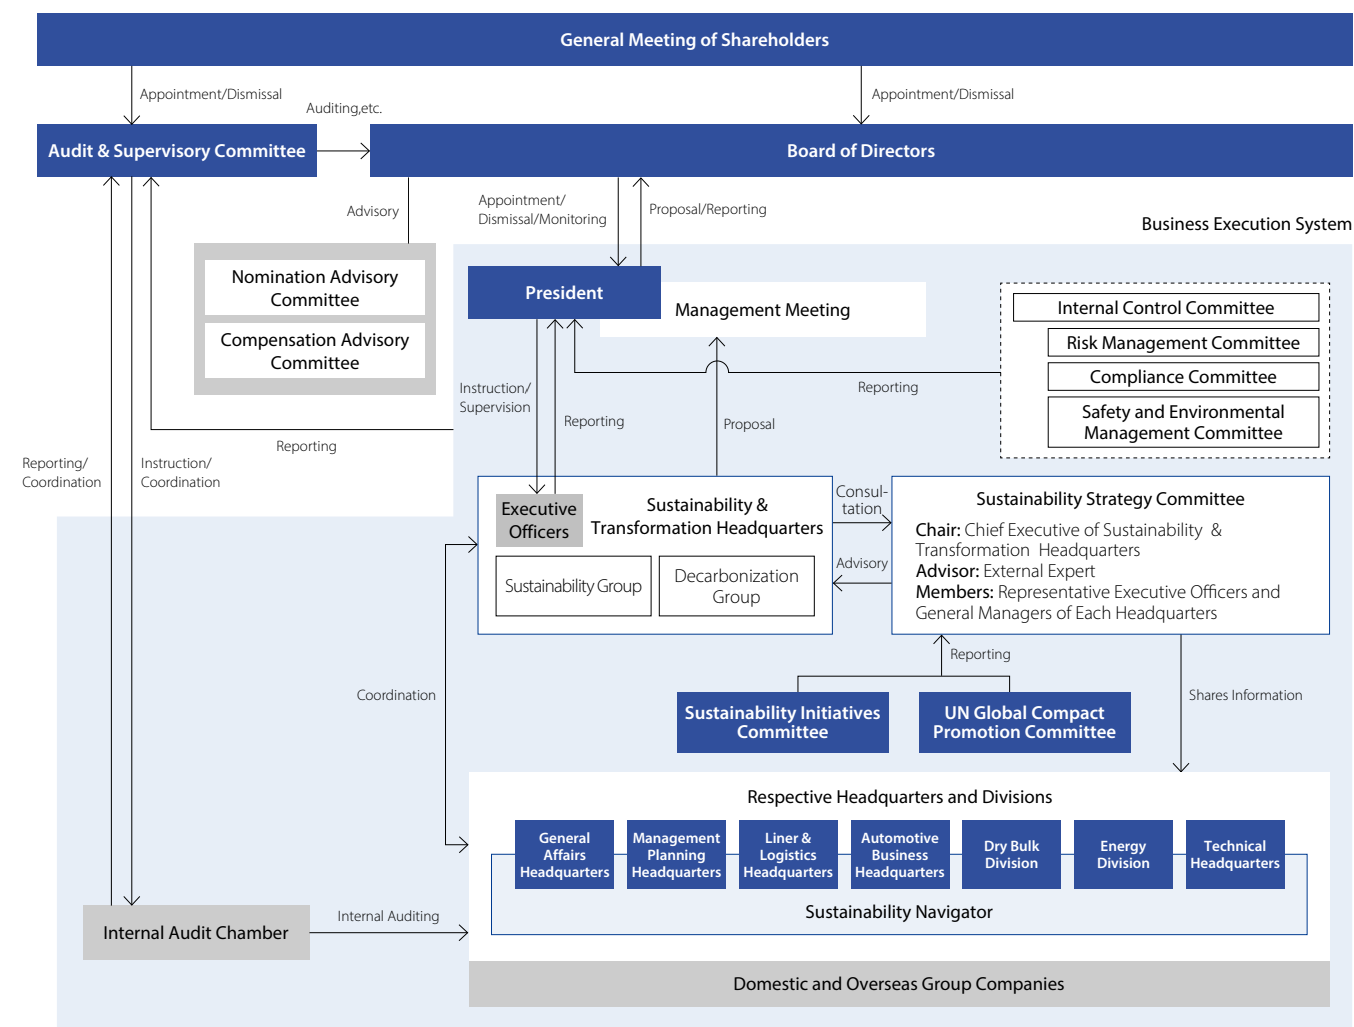 General Meeting of Shareholders
Appointment/Dismissal
Appointment/Dismissal
Auditing,etc.
Audit & Supervisory Committee
Board of Directors
Advisory
Appointment/
Dismissal/Monitoring
Proposal/Reporting
Business Execution System
Nomination Advisory
Committee
Compensation Advisory
Committee
President
Management Meeting
Internal Control Committee
Risk Management Committee
Compliance Committee
Safety and Environmental
Management Committee
Reporting
Instruction/
Supervision
Reporting
Proposal
Reporting
Reporting/
Coordination
Instruction/
Coordination
Executive
Officers
Sustainability &
Transformation Headquarters
Sustainability Group
Decarbonization
Group
Consul-
tation
Advisory
Sustainability Strategy Committee
Chair: Chief Executive of Sustainability &
Transformation Headquarters
Advisor: External Expert
Members: Representative Executive Officers and
General Managers of Each Headquarters
Reporting
Coordination
Sustainability Initiatives
Committee
UN Global Compact
Promotion Committee
Shares Information
Respective Headquarters and Divisions
General
Affairs
Headquarters
Management
Planning
Headquarters
Liner &
Logistics
Headquarters
Automotive
Business
Headquarters
Dry Bulk
Division
Energy
Division
Technical
Headquarters
Sustainability Navigator
Internal Auditing
Internal Audit Chamber
Domestic and Overseas Group Companies